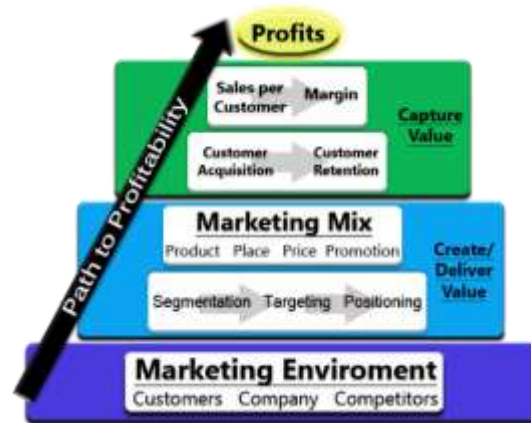 Profits
Path to Profitability
Sales per Customer Margin
Capture Value
Customer Acquisition Customer Retention
Marketing Mix
Product Place Price Promotion
Create/ Deliver Value
Segmentation Targeting Positioning
Marketing Enviroment
Customers Company Competitors